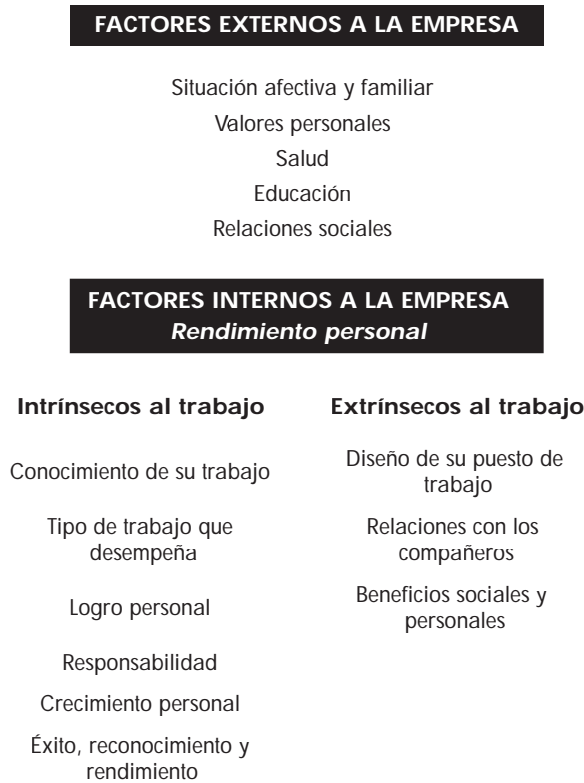 FACTORES EXTERNOS A LA EMPRESA
Situación afectiva y familiar
Valores personales
Salud
Educación
Relaciones sociales
FACTORES INTERNOS A LA EMPRESA
Rendimiento personal
Intrínsecos al trabajo
Conocimiento de su trabajo
Tipo de trabajo que
desempeña
Logro personal
Responsabilidad
Crecimiento personal
Éxito, reconocimiento y
rendimiento
Extrínsecos al trabajo
Diseño de su puesto de
trabajo
Relaciones con los
compañeros
Beneficios sociales y
personales